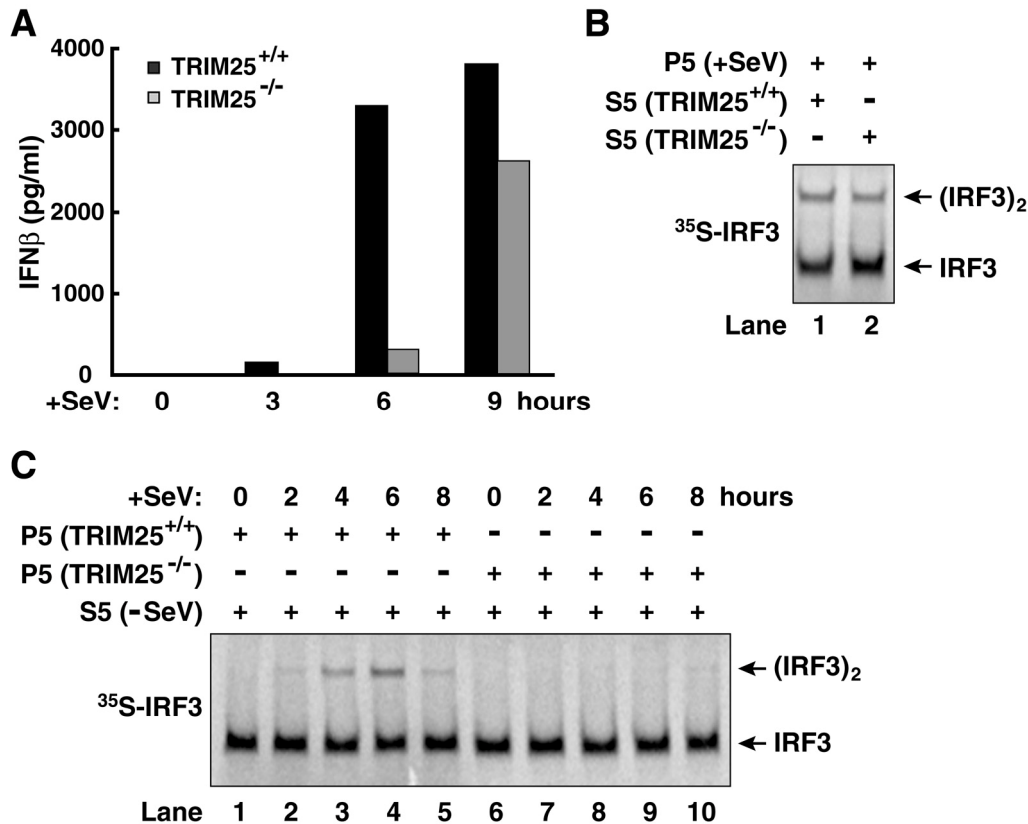 A
4000
3000
2000
1000
0
IFNβ (pg/ml)
TRIM25+/+
TRIM25-/-
+SeV: 0 3 6 9 hours
B
P5 (+SeV) + +
S5 (TRIM25+/+) + -
S5 (TRIM25-/-) - +
35S-IRF3
(IRF3)2
IRF3
Lane 1 2
C
+SeV: 0 2 4 6 8 0 2 4 6 8 hours
P5 (TRIM25+/+) + + + + + - - - - -
P5 (TRIM25-/-) - - - - - + + + + +
S5 (-SeV) + + + + + + + + + +
35S-IRF3
(IRF3)2
IRF3
Lane 1 2 3 4 5 6 7 8 9 10